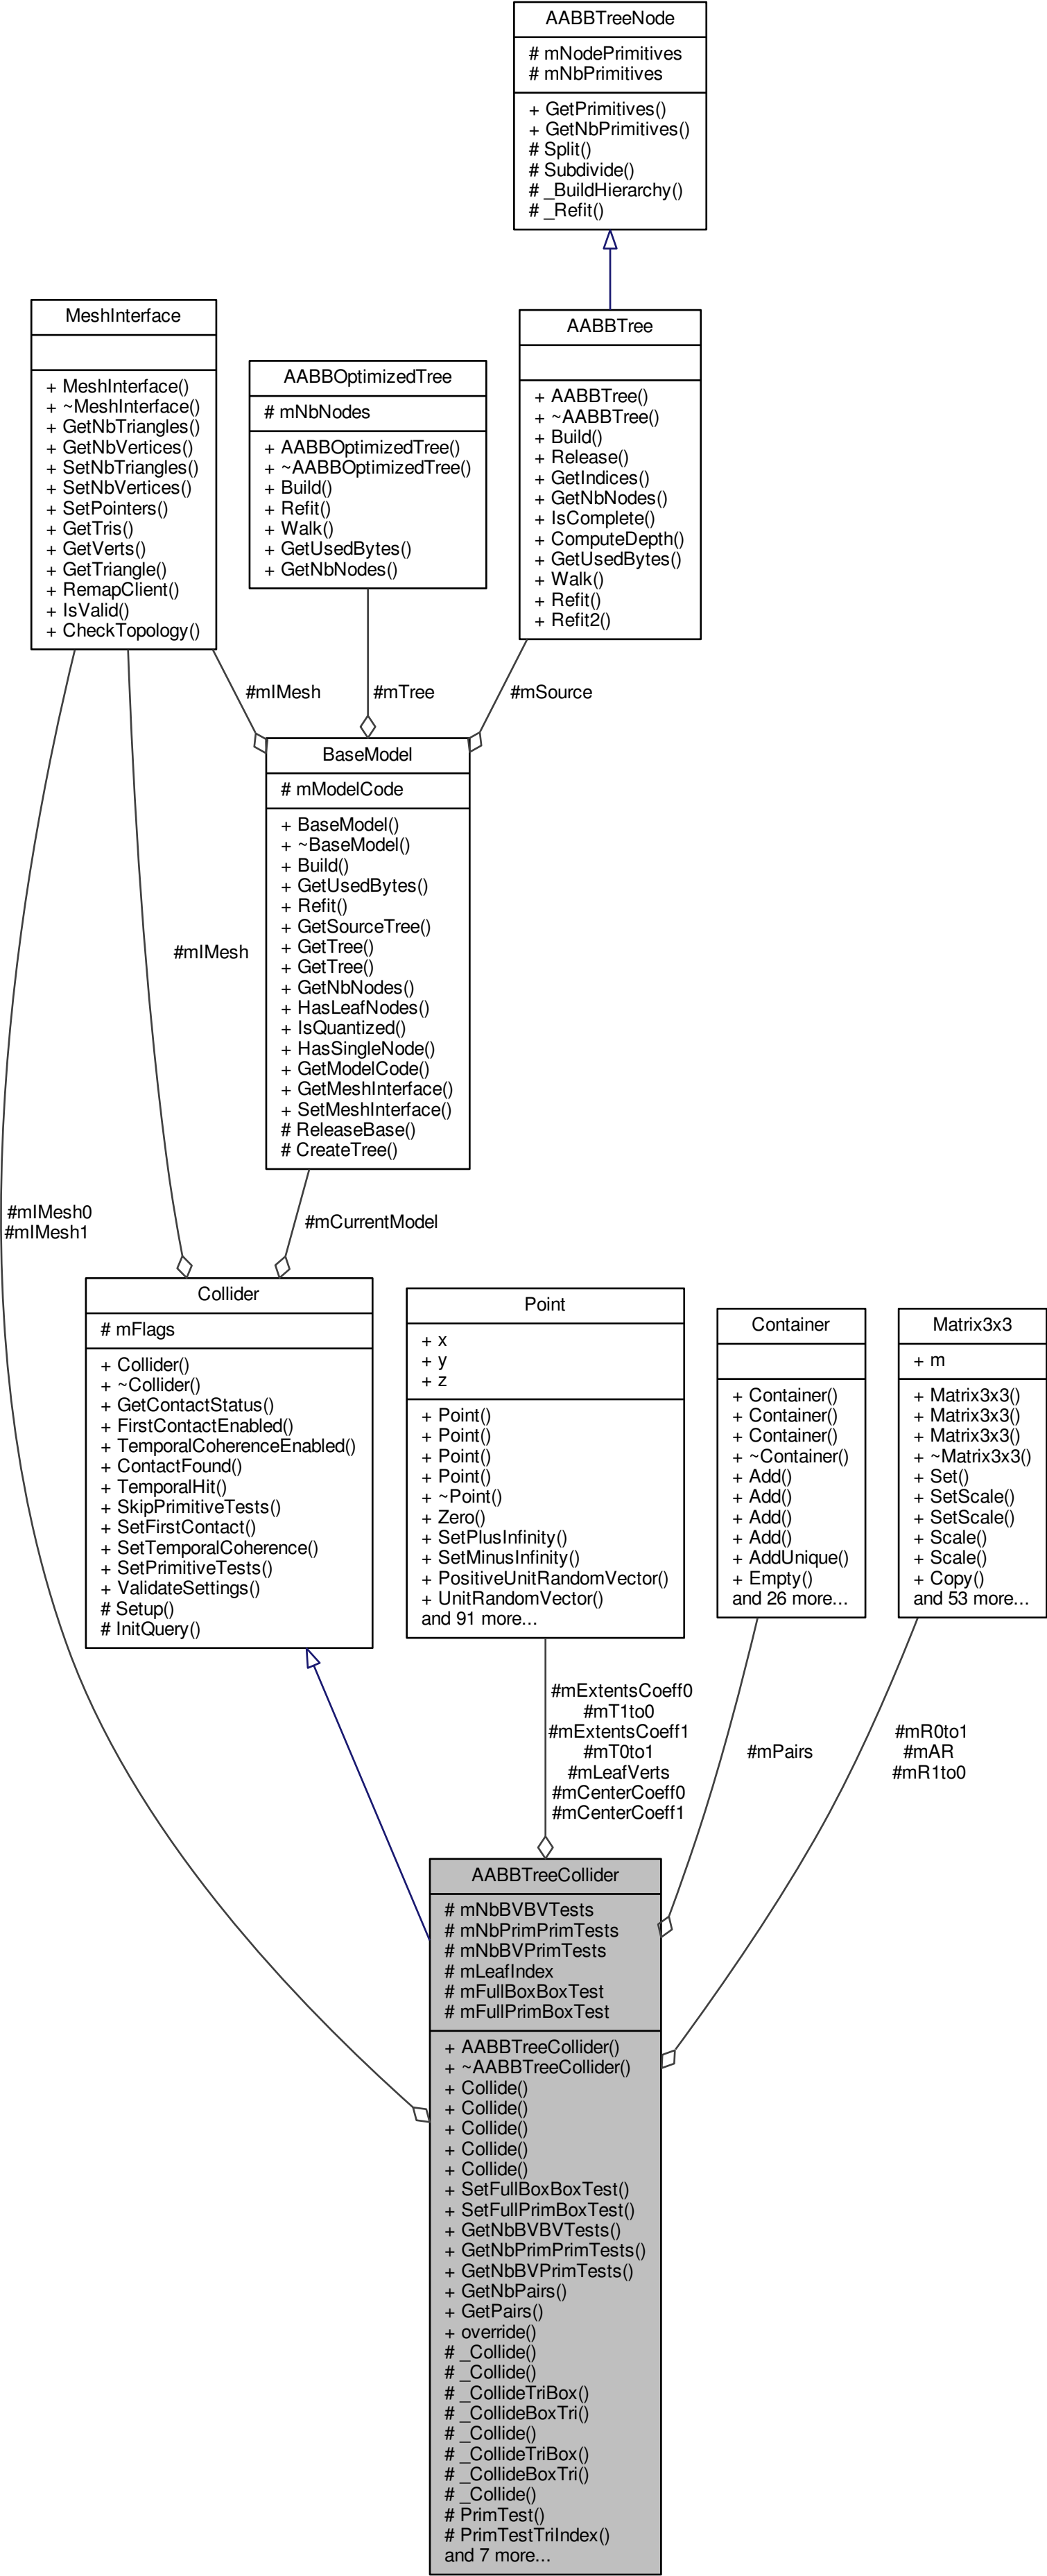 AABBTreeNode
# mNodePrimitives
# mNbPrimitives
+ GetPrimitives()
+ GetNbPrimitives()
# Split()
# Subdivide()
# _BuildHierarchy()
# _Refit()
MeshInterface
+ MeshInterface()
+ ~MeshInterface()
+ GetNbTriangles()
+ GetNbVertices()
+ SetNbTriangles()
+ SetNbVertices()
+ SetPointers()
+ GetTris()
+ GetVerts()
+ GetTriangle()
+ RemapClient()
+ IsValid()
+ CheckTopology()
AABBOptimizedTree
# mNbNodes
+ AABBOptimizedTree()
+ ~AABBOptimizedTree()
+ Build()
+ Refit()
+ Walk()
+ GetUsedBytes()
+ GetNbNodes()
AABBTree
+ AABBTree()
+ ~AABBTree()
+ Build()
+ Release()
+ GetIndices()
+ GetNbNodes()
+ IsComplete()
+ ComputeDepth()
+ GetUsedBytes()
+ Walk()
+ Refit()
+ Refit2()
#mIMesh
#mTree
#mSource
BaseModel
# mModelCode
+ BaseModel()
+ ~BaseModel()
+ Build()
+ GetUsedBytes()
+ Refit()
+ GetSourceTree()
+ GetTree()
+ GetTree()
+ GetNbNodes()
+ HasLeafNodes()
+ IsQuantized()
+ HasSingleNode()
+ GetModelCode()
+ GetMeshInterface()
+ SetMeshInterface()
# ReleaseBase()
# CreateTree()
#mIMesh
#mIMesh0
#mIMesh1
#mCurrentModel
Collider
# mFlags
+ Collider()
+ ~Collider()
+ GetContactStatus()
+ FirstContactEnabled()
+ TemporalCoherenceEnabled()
+ ContactFound()
+ TemporalHit()
+ SkipPrimitiveTests()
+ SetFirstContact()
+ SetTemporalCoherence()
+ SetPrimitiveTests()
+ ValidateSettings()
# Setup()
# InitQuery()
Point
+ x
+ y
+ z
+ Point()
+ Point()
+ Point()
+ Point()
+ ~Point()
+ Zero()
+ SetPlusInfinity()
+ SetMinusInfinity()
+ PositiveUnitRandomVector()
+ UnitRandomVector()
and 91 more...
Container
+ Container()
+ Container()
+ Container()
+ ~Container()
+ Add()
+ Add()
+ Add()
+ Add()
+ AddUnique()
+ Empty()
and 26 more...
Matrix3x3
+ m
+ Matrix3x3()
+ Matrix3x3()
+ Matrix3x3()
+ ~Matrix3x3()
+ Set()
+ SetScale()
+ SetScale()
+ Scale()
+ Scale()
+ Copy()
and 53 more...
#mExtentsCoeff0
#mT1to0
#mExtentsCoeff1
#mT0to1
#mLeafVerts
#mCenterCoeff0
#mCenterCoeff1
#mPairs
#mR0to1
#mAR
#mR1to0
AABBTreeCollider
# mNbBVBVTests
# mNbPrimPrimTests
# mNbBVPrimTests
# mLeafIndex
# mFullBoxBoxTest
# mFullPrimBoxTest
+ AABBTreeCollider()
+ ~AABBTreeCollider()
+ Collide()
+ Collide()
+ Collide()
+ Collide()
+ Collide()
+ SetFullBoxBoxTest()
+ SetFullPrimBoxTest()
+ GetNbBVBVTests()
+ GetNbPrimPrimTests()
+ GetNbBVPrimTests()
+ GetNbPairs()
+ GetPairs()
+ override()
# _Collide()
# _Collide()
# _CollideTriBox()
# _CollideBoxTri()
# _Collide()
# _CollideTriBox()
# _CollideBoxTri()
# _Collide()
# PrimTest()
# PrimTestTriIndex()
and 7 more...